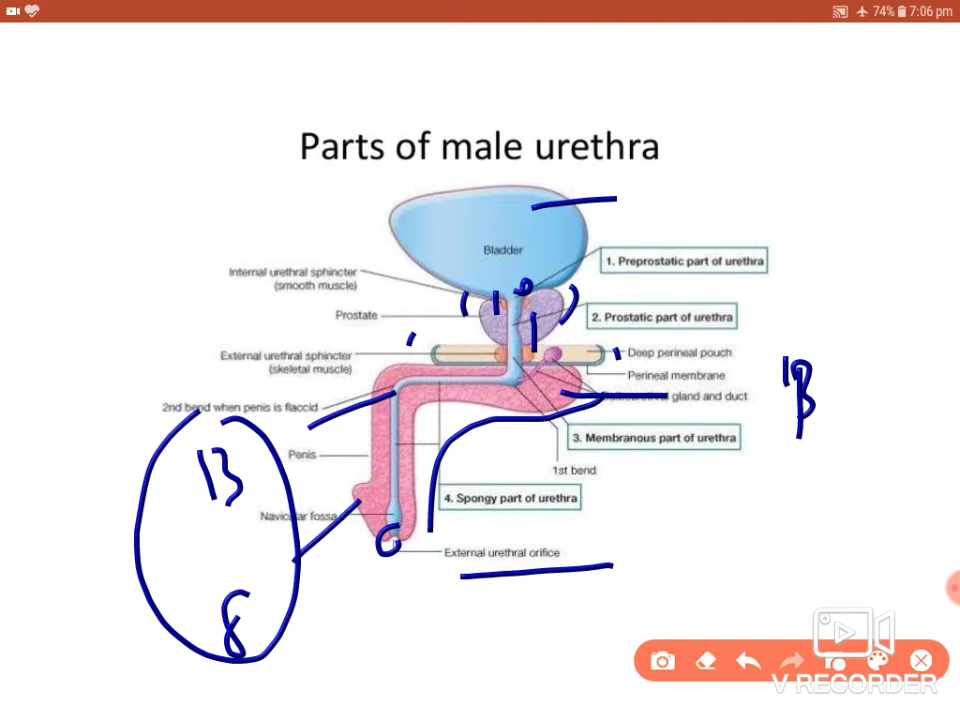 74% 7:06 pm
Parts of male urethra
Bladder
1. Preprostatic part of urethra
Internal urethral sphincter
(smooth muscle)
Prostate
2. Prostatic part of urethra
External urethral sphincter
(skeletal muscle)
Deep perineal pouch
Perineal membrane
gland and duct
2nd bend when penis is flaccid
3. Membranous part of urethra
Penis
1st bend
13
4. Spongy part of urethra
Navicular fossa
External urethral orifice
8
V RECORDER